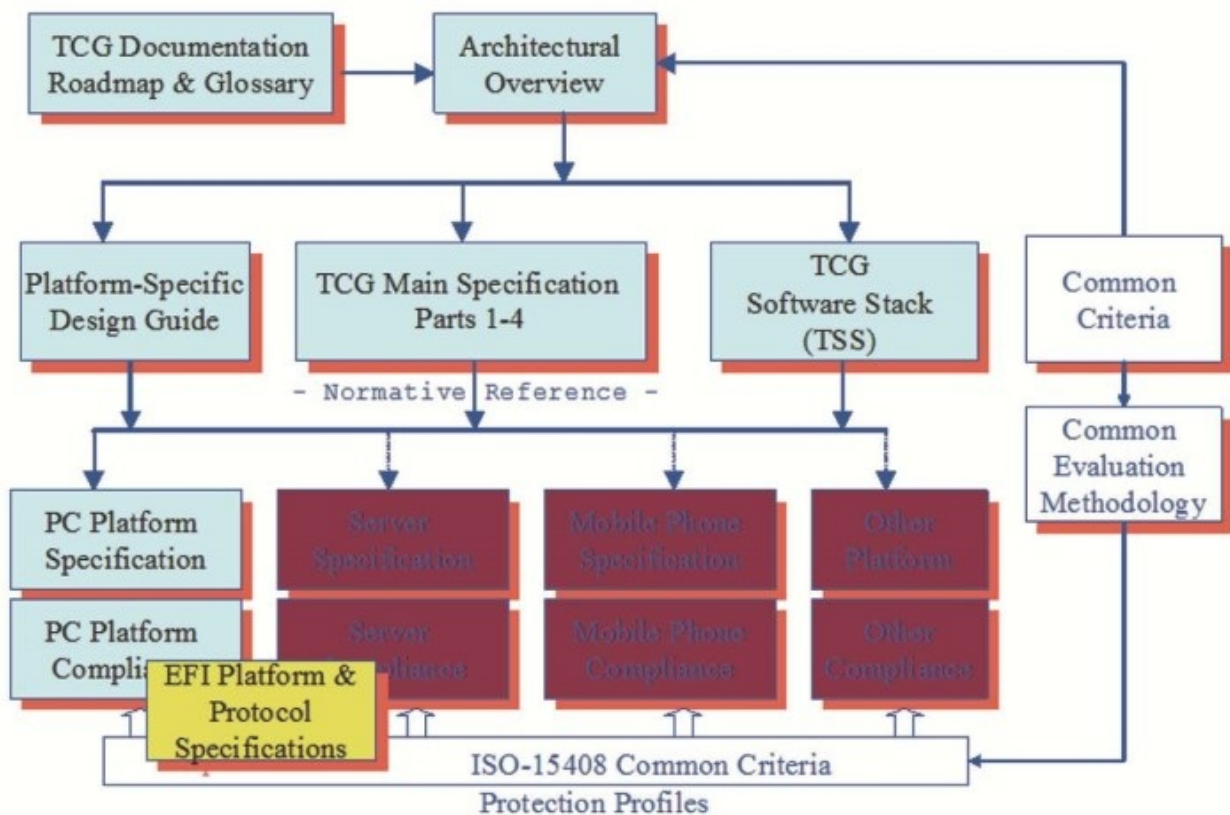 TCG Documentation
Roadmap & Glossary
Architectural
Overview
Platform-Specific
Design Guide
TCG Main Specification
Parts 1-4
TCG
Software Stack
(TSS)
Common
Criteria
- Normative Reference -
Common
Evaluation
Methodology
PC Platform
Specification
Server
Specification
Mobile Phone
Specification
Other
Platform
PC Platform
Server
Mobile Phone
Compliance
Other
Compliance
EFI Platform &
Protocol
Specifications
ISO-15408 Common Criteria
Protection Profiles